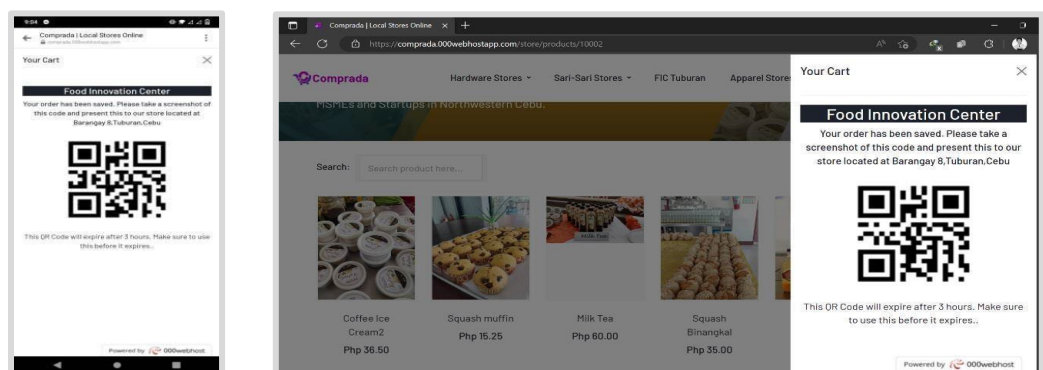 9:04
Comprada | Local Stores Online
comprada.000webhostapp.com
Your Cart
Food Innovation Center
Your order has been saved. Please take a screenshot of
this code and present this to our store located at
Barangay 8,Tuburan,Cebu
This QR Code will expire after 3 hours. Make sure to use
this before it expires..
Powered by 000webhost
Comprada | Local Stores Online
https://comprada.000webhostapp.com/store/products/10002
Comprada
Hardware Stores
Sari-Sari Stores
FIC Tuburan
Apparel Stores
MSMEs and Startups in Northwestern Cebu.
Search:
Search product here...
Coffee Ice
Cream2
Php 36.50
Squash muffin
Php 15.25
Milk Tea
Php 60.00
Squash
Binangkal
Php 35.00
Your Cart
Food Innovation Center
Your order has been saved. Please take a
screenshot of this code and present this to our
store located at Barangay 8,Tuburan,Cebu
This QR Code will expire after 3 hours. Make sure
to use this before it expires..
Powered by 000webhost